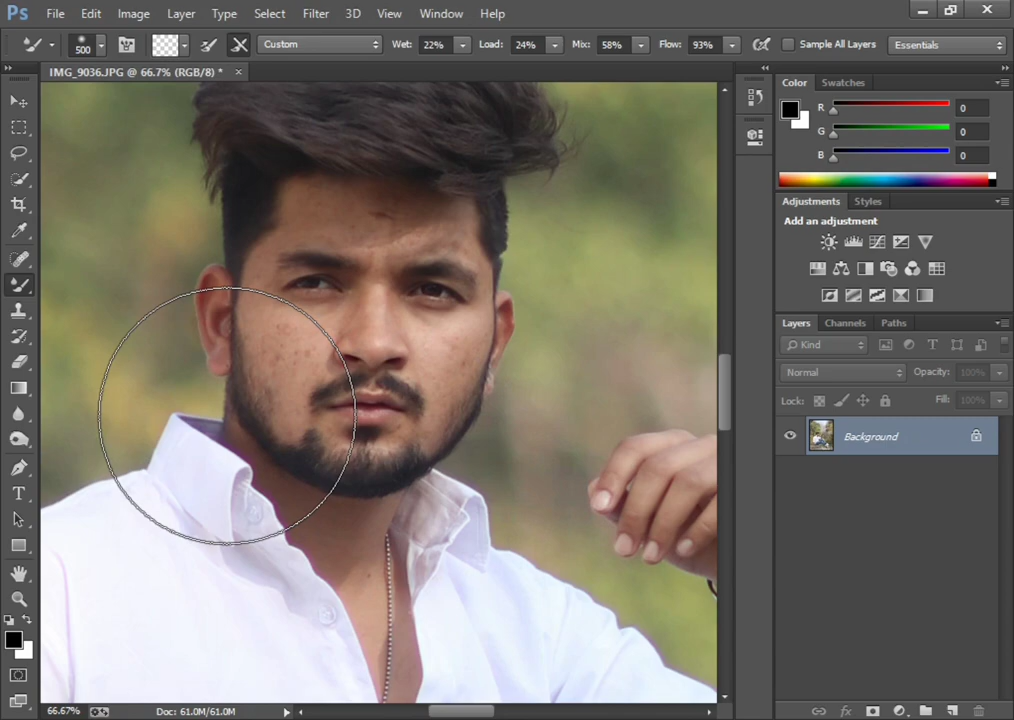 Ps File Edit Image Layer Type Select Filter 3D View Window Help
500 Custom Wet: 22% Load: 24% Mix: 58% Flow: 93% Sample All Layers Essentials
IMG_9036.JPG @ 66.7% (RGB/8) * ×
Color Swatches
R 0
G 0
B 0
Adjustments Styles
Add an adjustment
Layers Channels Paths
Kind
Normal Opacity: 100%
Lock: Fill: 100%
Background
T
66.67% Doc: 61.0M/61.0M